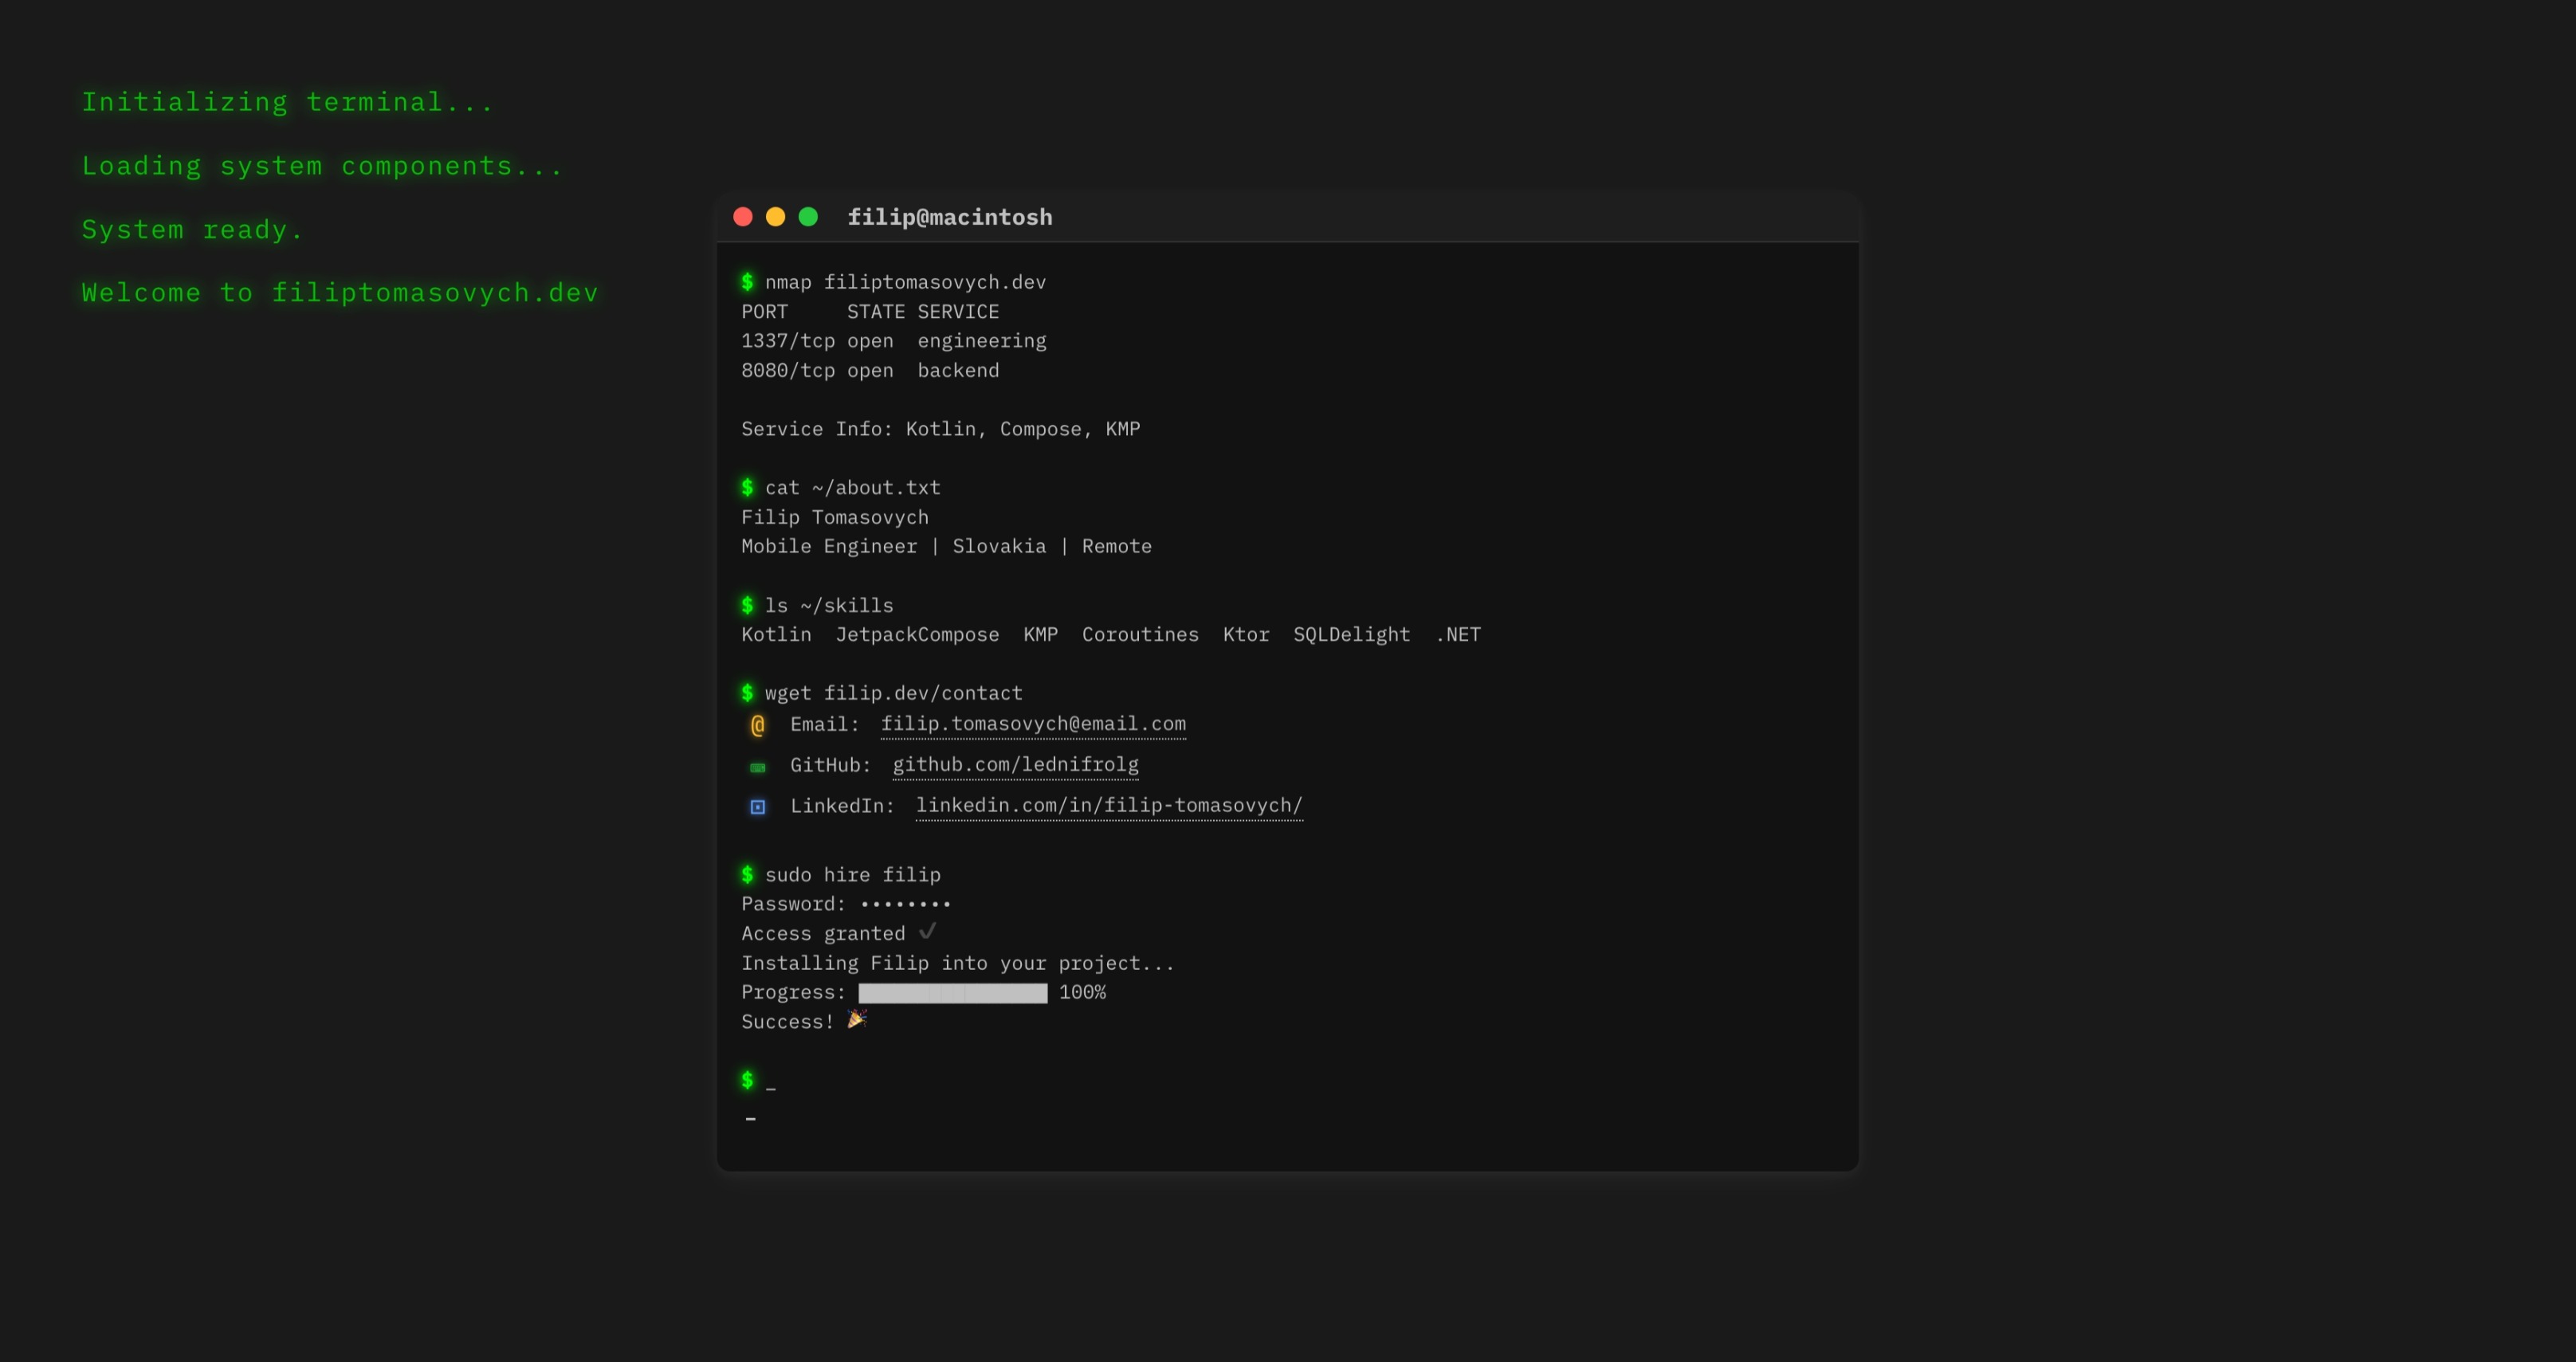 Initializing terminal...
Loading system components...
System ready.
Welcome to filiptomasovych.dev
filip@macintosh
$ nmap filiptomasovych.dev
PORT     STATE SERVICE
1337/tcp open  engineering
8080/tcp open  backend
Service Info: Kotlin, Compose, KMP
$ cat ~/about.txt
Filip Tomasovych
Mobile Engineer | Slovakia | Remote
$ ls ~/skills
Kotlin  JetpackCompose  KMP  Coroutines  Ktor  SQLDelight  .NET
$ wget filip.dev/contact
@ Email: filip.tomasovych@email.com
GitHub: github.com/lednifrolg
LinkedIn: linkedin.com/in/filip-tomasovych/
$ sudo hire filip
Password: ••••••••
Access granted ✓
Installing Filip into your project...
Progress: ████████████████ 100%
Success! 🎉
$ _
_